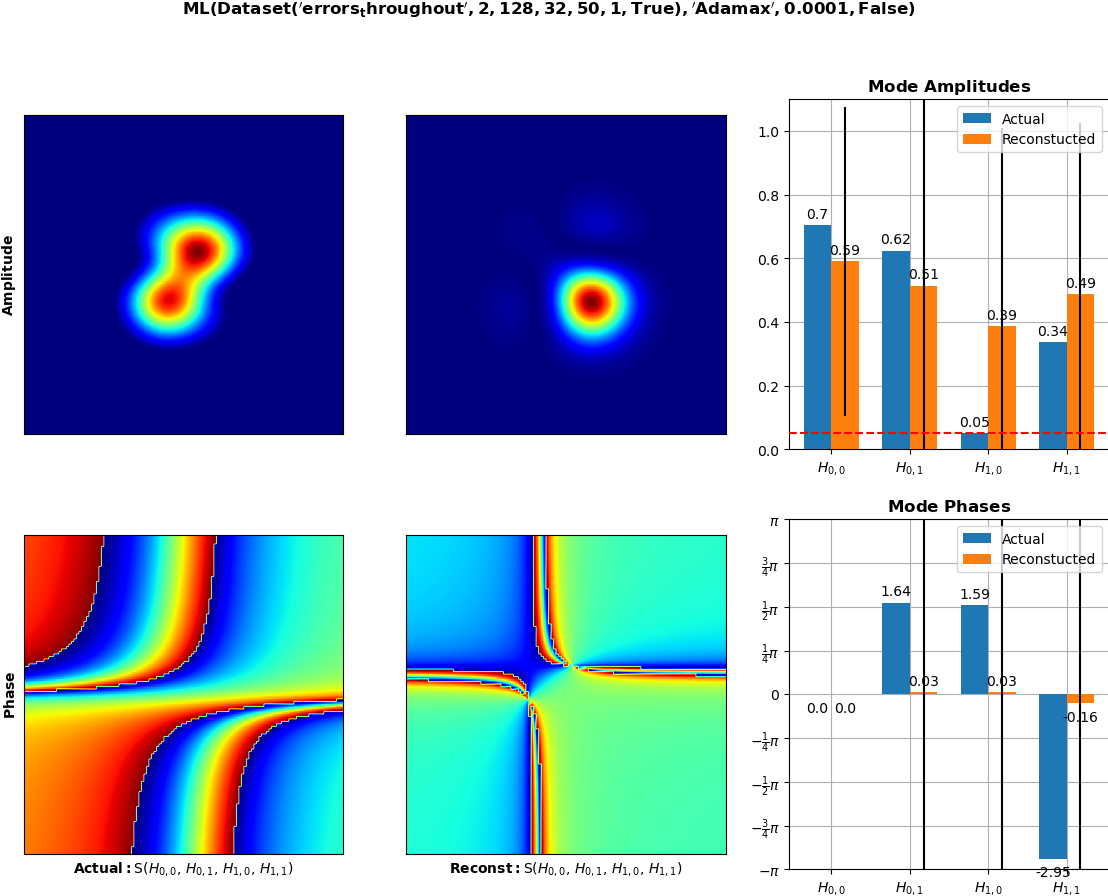 ML(Dataset('errors_throughout', 2, 128, 32, 50, 1, True), 'Adamax', 0.0001, False)
Amplitude
Mode Amplitudes
Actual
Reconstucted
1.0
0.8
0.6
0.4
0.2
0.0
0.7
0.59
0.62
0.51
0.05
0.39
0.34
0.49
H0,0
H0,1
H1,0
H1,1
Phase
Actual: S(H0,0, H0,1, H1,0, H1,1)
Reconst: S(H0,0, H0,1, H1,0, H1,1)
Mode Phases
Actual
Reconstucted
π
3/4π
1/2π
1/4π
0
−1/4π
−1/2π
−3/4π
−π
0.0
0.0
1.64
0.03
1.59
0.03
-2.95
-0.16
H0,0
H0,1
H1,0
H1,1